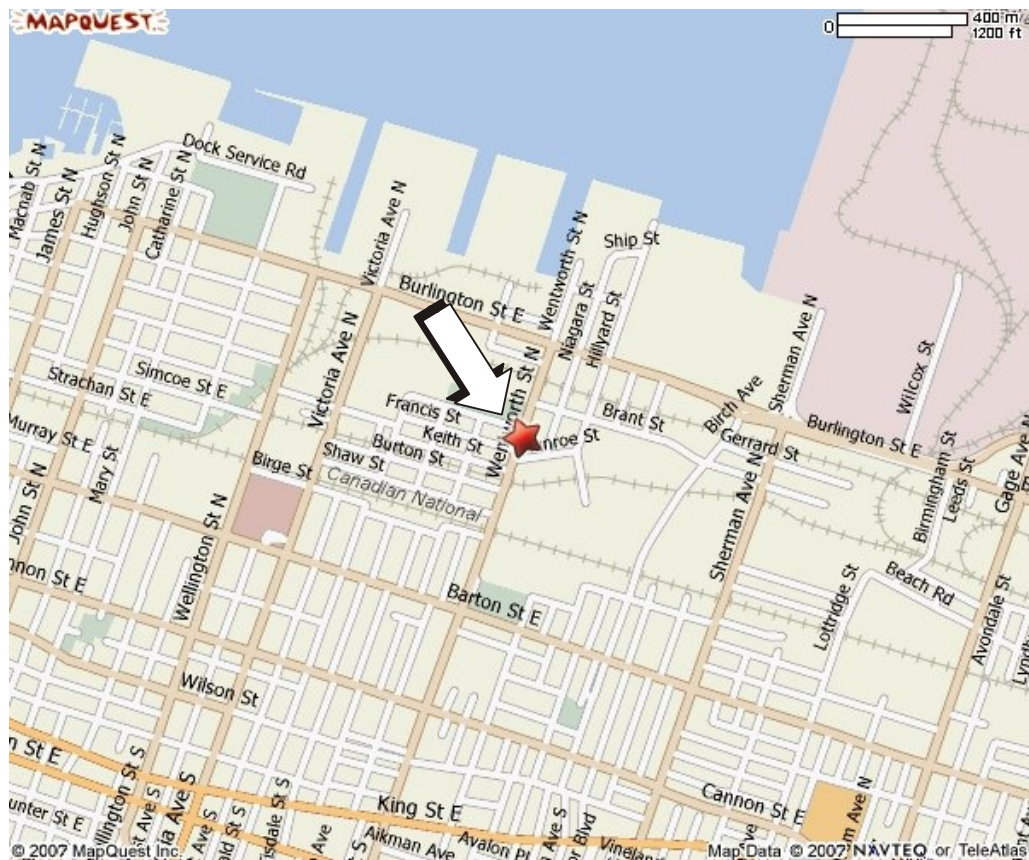 MAPQUEST.
0
400 m
1200 ft
Dock Service Rd
Macnab St N
James St N
Hughson St N
John St N
Catharine St N
Victoria Ave N
Wentworth St N
Ship St
Burlington St E
Niagara St
Hillyard St
Sherman Ave N
Wilcox St
Simcoe St E
Strachan St E
Victoria Ave N
Francis St
Brant St
Birch Ave
Murray St E
Keith St
Burlington St E
Burton St
Gerrard St
Shaw St
Birge St
Canadian National
Mary St
John St N
Wellington St N
Sherman Ave N
Birmingham St
Leeds St
Gage Ave N
Beach Rd
Barton St E
Lottridge St
Avondale St
Wilson St
King St E
Cannon St E
Aikman Ave
Avalon Pl
© 2007 MapQuest Inc.
Map Data © 2007 NAVTEQ or TeleAtlas